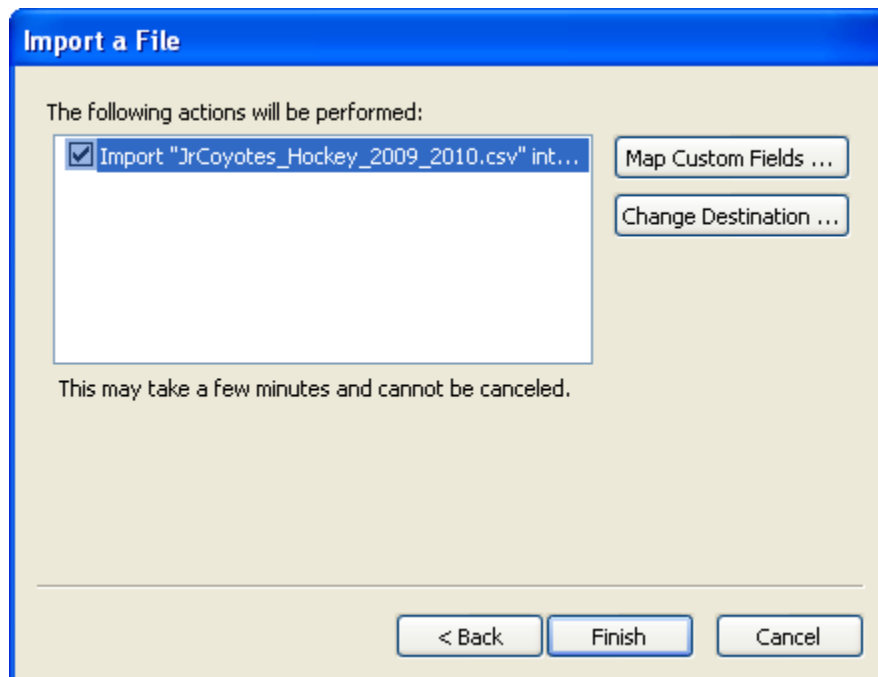 Import a File
The following actions will be performed:
Import "JrCoyotes_Hockey_2009_2010.csv" int...
Map Custom Fields ...
Change Destination ...
This may take a few minutes and cannot be canceled.
< Back
Finish
Cancel